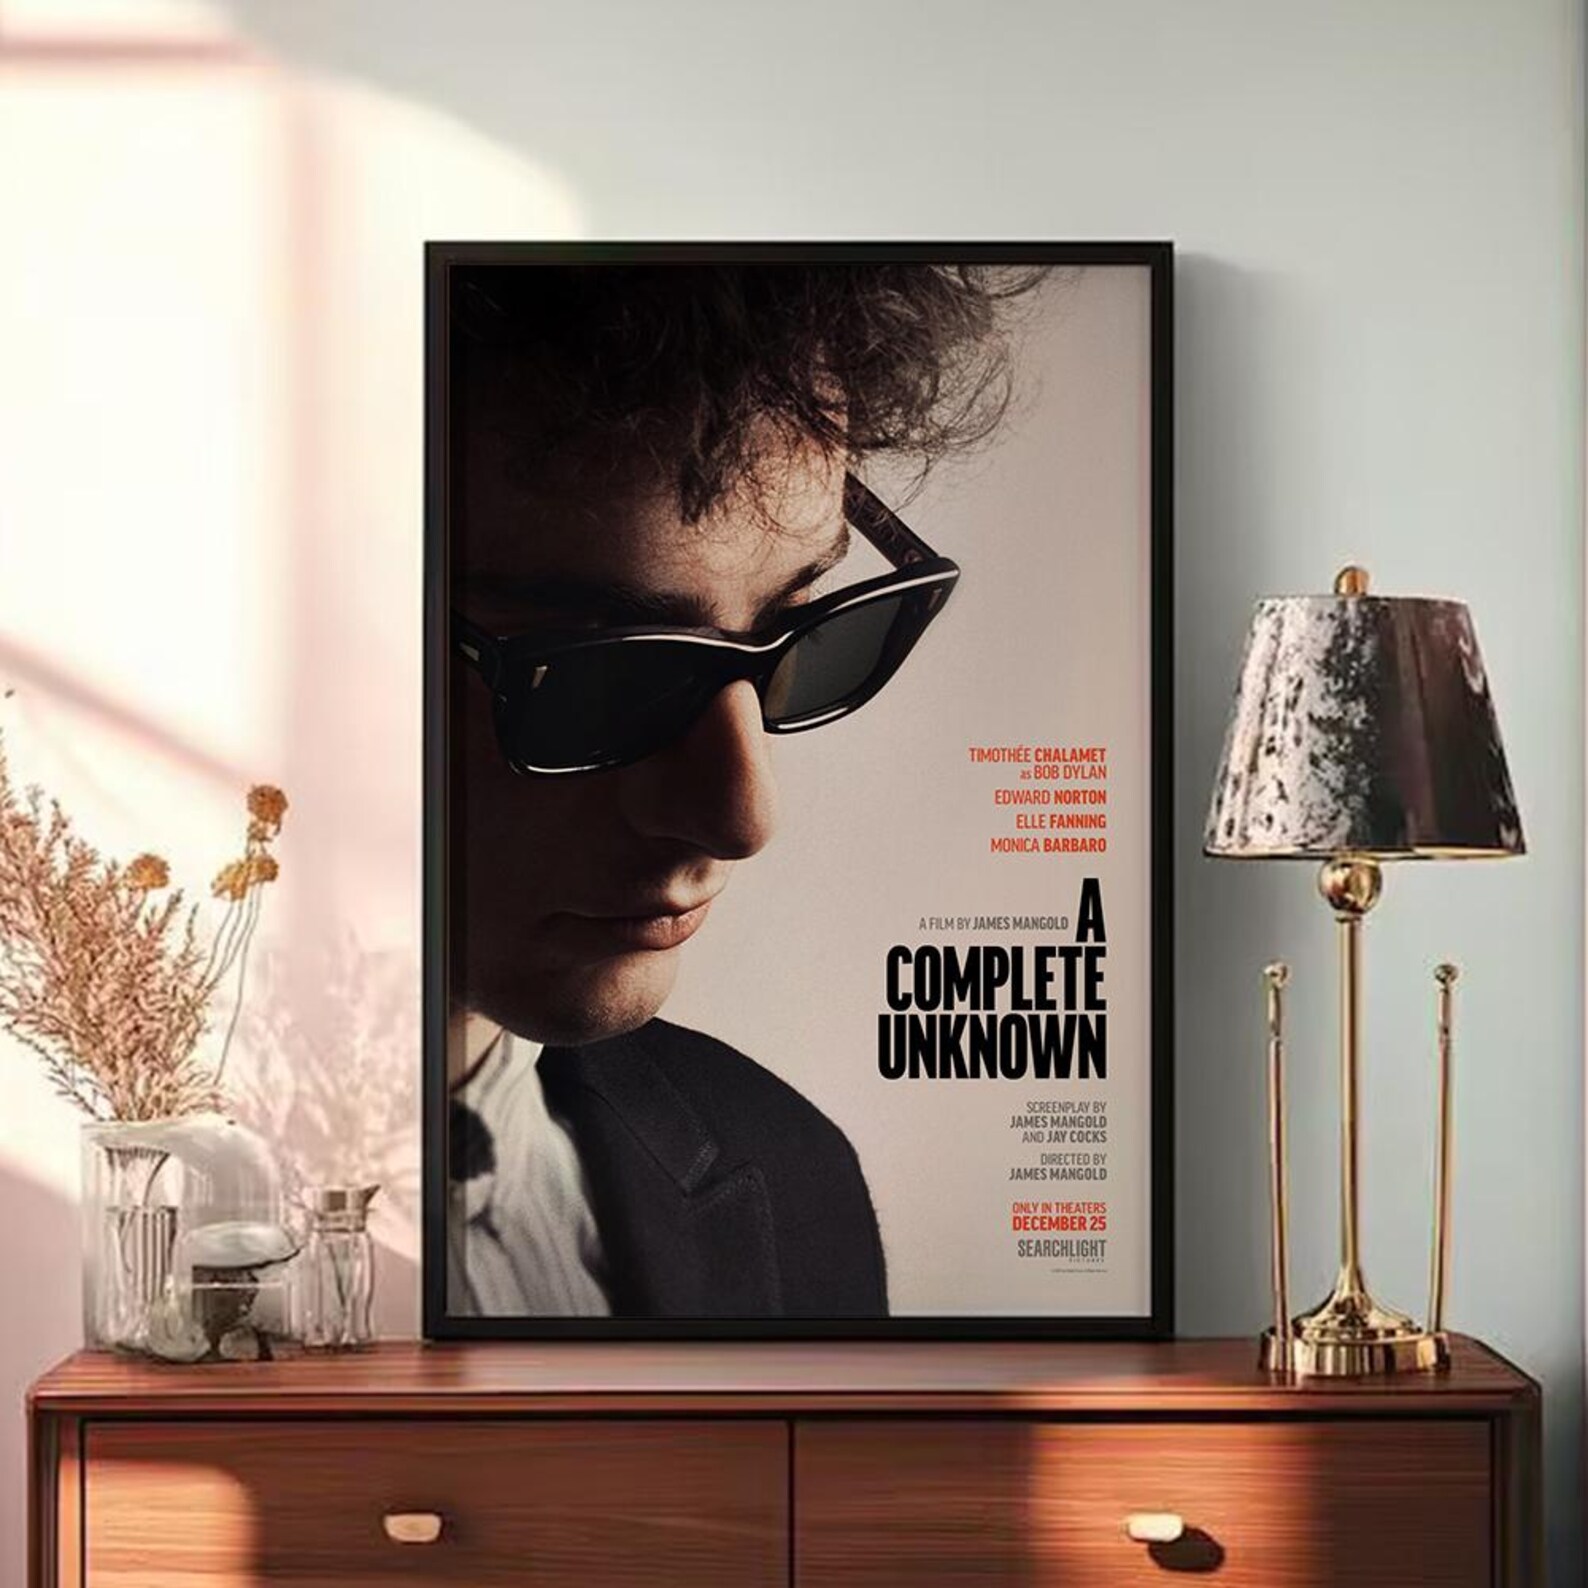 TIMOTHÉE CHALAMET
as BOB DYLAN
EDWARD NORTON
ELLE FANNING
MONICA BARBARO
A FILM BY JAMES MANGOLD A
COMPLETE
UNKNOWN
SCREENPLAY BY
JAMES MANGOLD
AND JAY COCKS
DIRECTED BY
JAMES MANGOLD
ONLY IN THEATERS
DECEMBER 25
SEARCHLIGHT
PICTURES